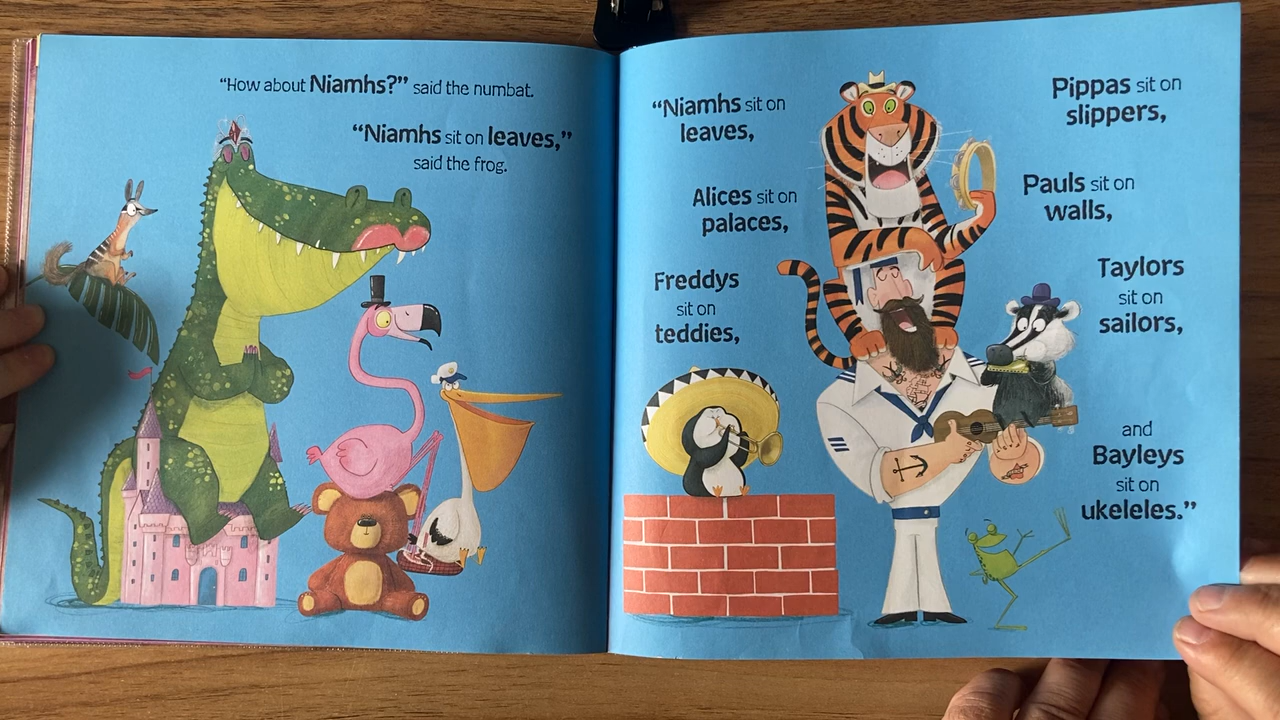 “How about Niamhs?” said the numbat.
“Niamhs sit on leaves,”
said the frog.
“Niamhs sit on
leaves,
Alices sit on
palaces,
Freddys
sit on
teddies,
Pippas sit on
slippers,
Pauls sit on
walls,
Taylors
sit on
sailors,
and
Bayleys
sit on
ukeleles.”